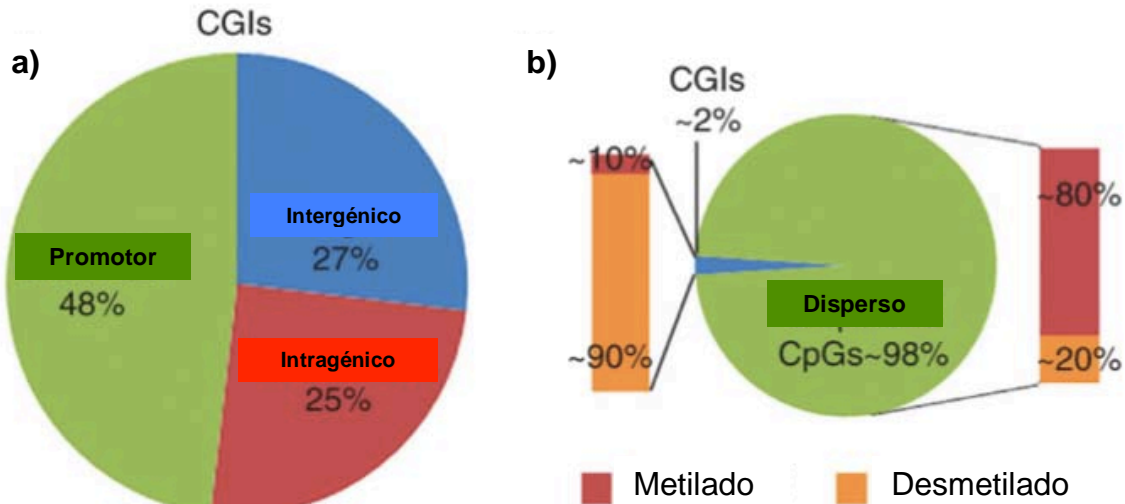 CGIs
a)
Intergénico
27%
Promotor
48%
Intragénico
25%
b)
CGIs
~2%
~10%
~90%
Disperso
CpGs~98%
~80%
~20%
Metilado
Desmetilado